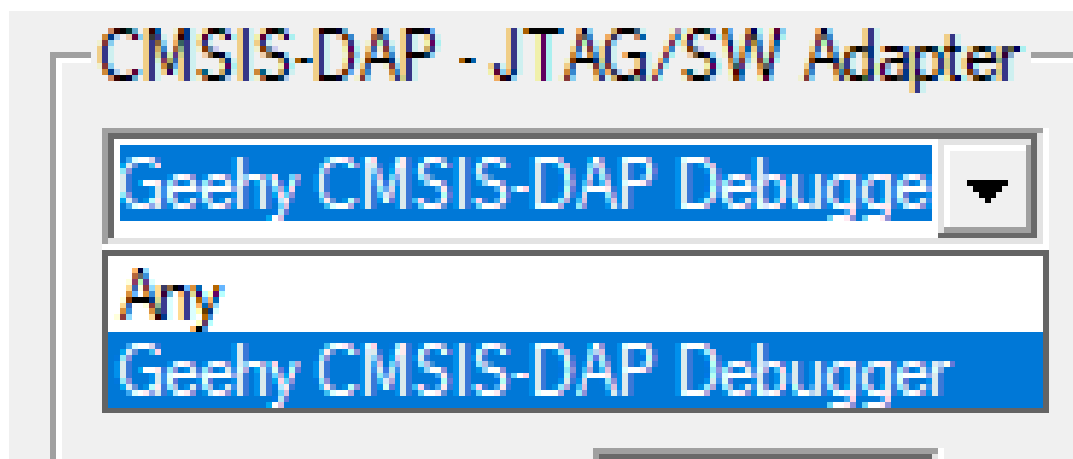 CMSIS-DAP - JTAG/SW Adapter
Geehy CMSIS-DAP Debugge
Any
Geehy CMSIS-DAP Debugger